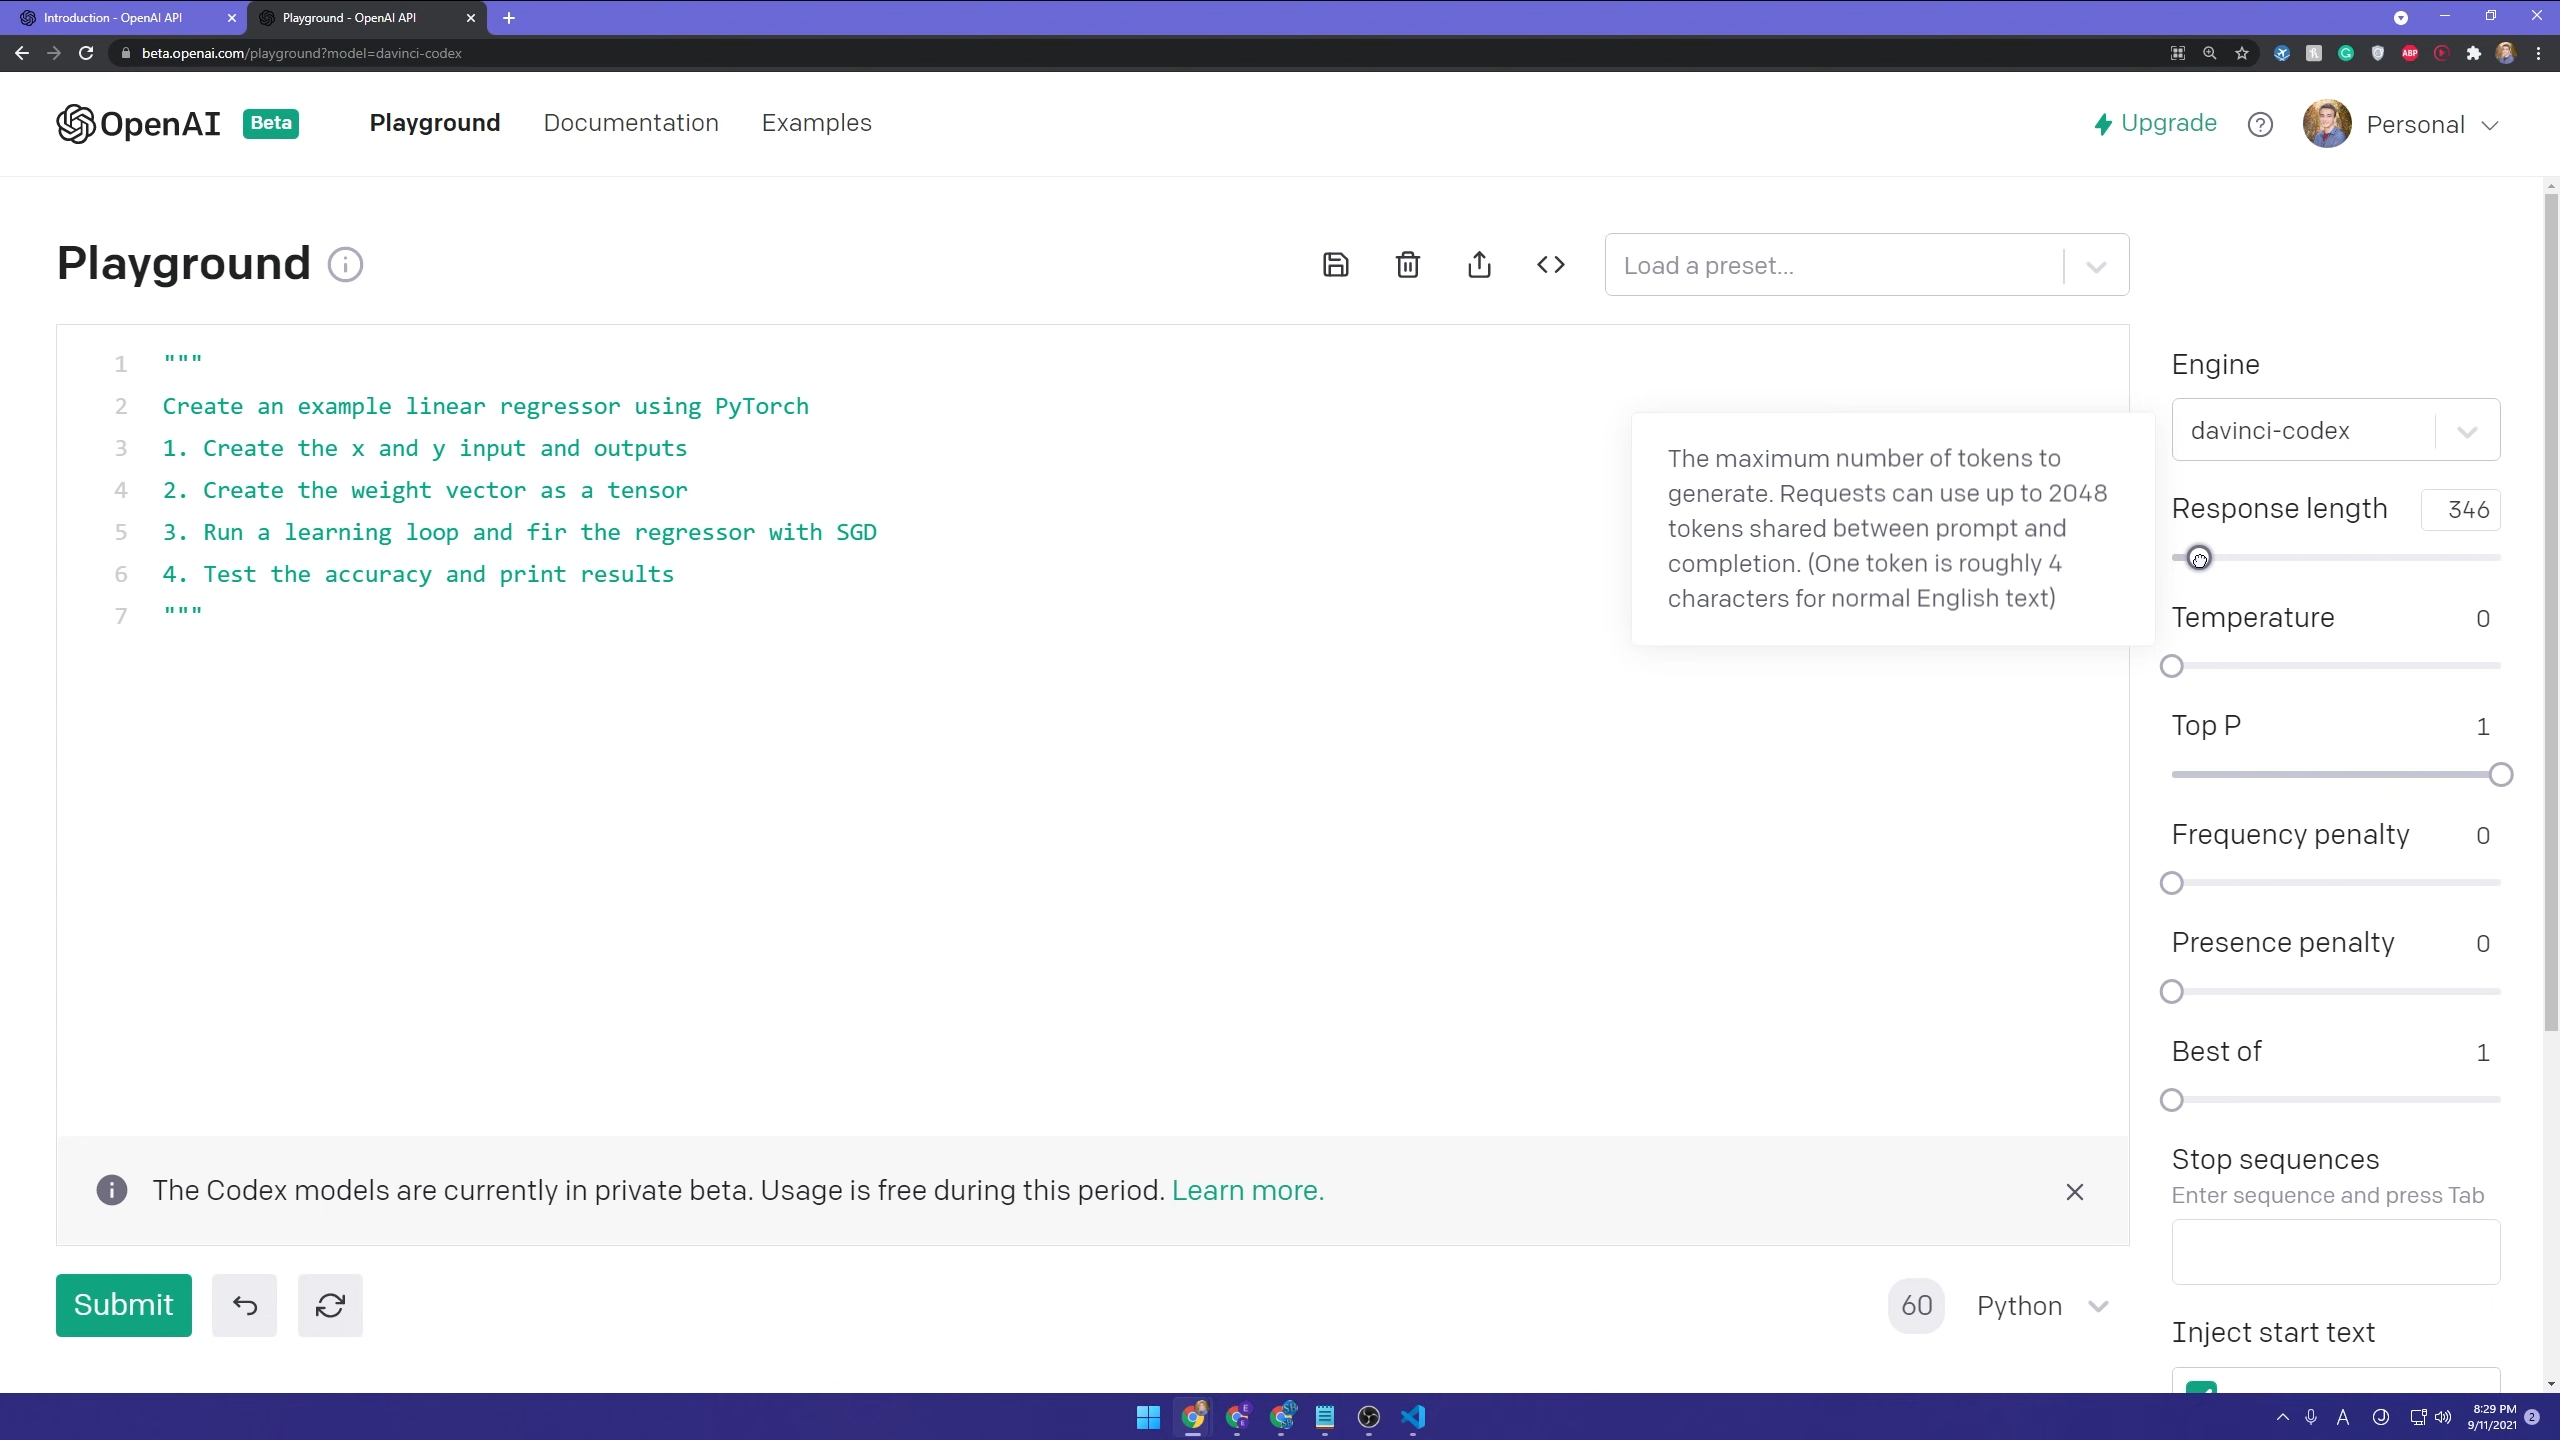 Introduction - OpenAI API
Playground - OpenAI API
beta.openai.com/playground?model=davinci-codex
ABP
OpenAI Beta
Playground
Documentation
Examples
Upgrade
Personal
Playground
Load a preset...
1 """
2 Create an example linear regressor using PyTorch
3 1. Create the x and y input and outputs
4 2. Create the weight vector as a tensor
5 3. Run a learning loop and fir the regressor with SGD
6 4. Test the accuracy and print results
7 """
The maximum number of tokens to
generate. Requests can use up to 2048
tokens shared between prompt and
completion. (One token is roughly 4
characters for normal English text)
Engine
davinci-codex
Response length 346
Temperature 0
Top P 1
Frequency penalty 0
Presence penalty 0
Best of 1
Stop sequences
Enter sequence and press Tab
Inject start text
The Codex models are currently in private beta. Usage is free during this period. Learn more.
Submit
60
Python
8:29 PM
9/11/2021
2